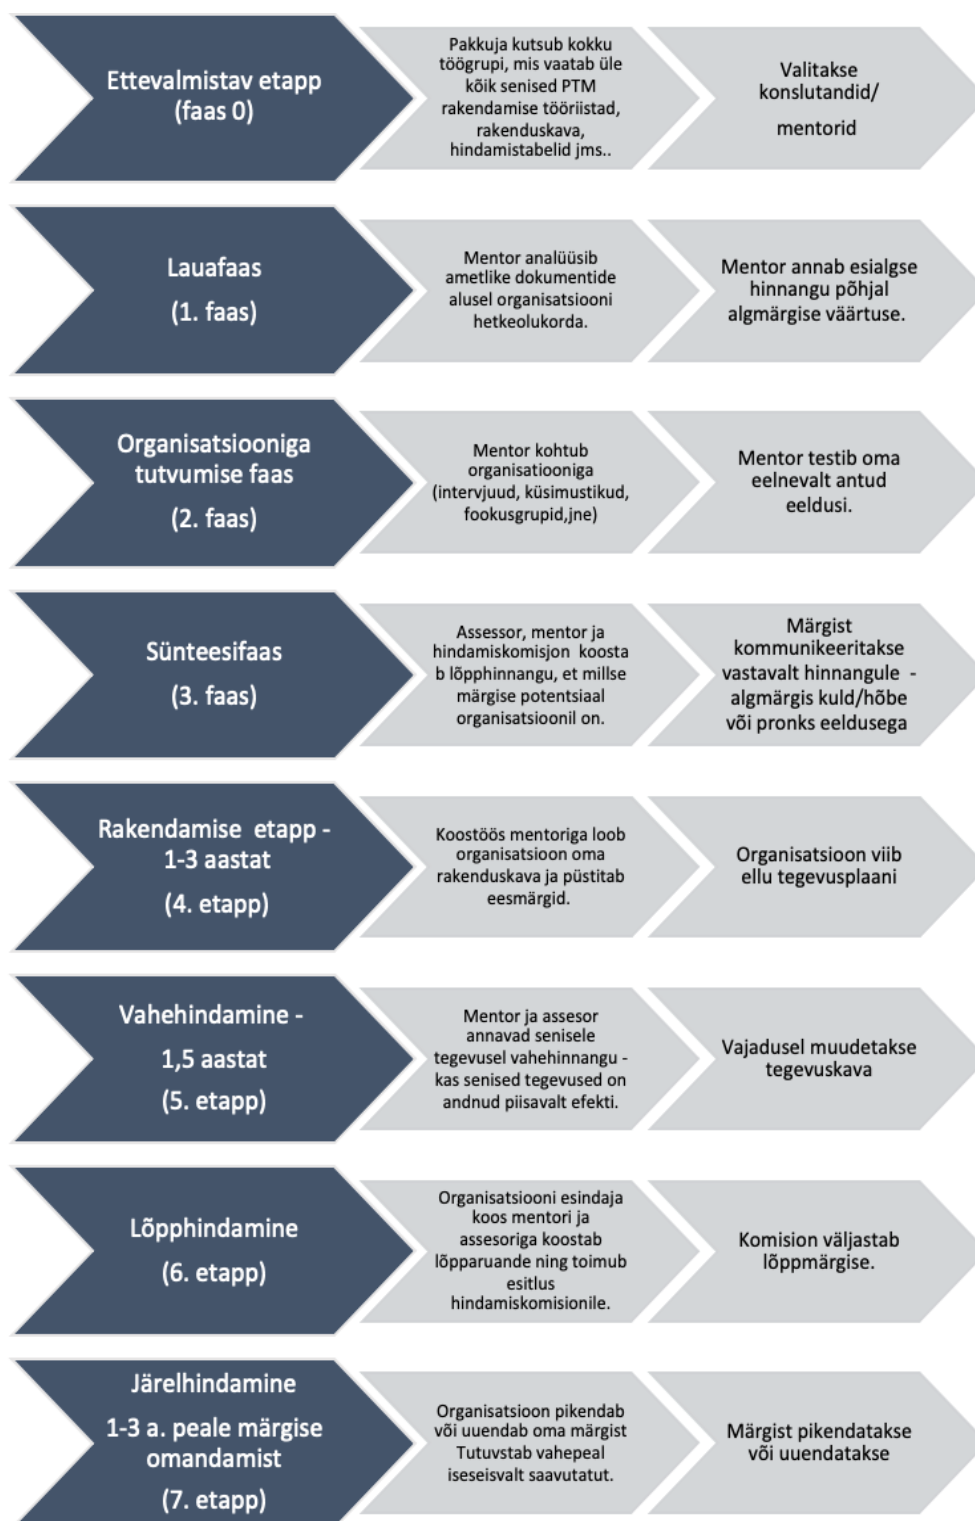 Ettevalmistav etapp
(faas 0)
Pakkuja kutsub kokku
töögrupi, mis vaatab üle
kõik senised PTM
rakendamise tööriistad,
rakenduskava,
hindamistabelid jms..
Valitakse
konslutandid/
mentorid
Lauafaas
(1. faas)
Mentor analüüsib
ametlike dokumentide
alusel organisatsiooni
hetkeolukorda.
Mentor annab esialgse
hinnangu põhjal
algmärgise väärtuse.
Organisatsiooniga
tutvumise faas
(2. faas)
Mentor kohtub
organisatiooniga
(intervjuud, küsimustikud,
fookusgrupid,jne)
Mentor testib oma
eelnevalt antud
eeldusi.
Sünteesifaas
(3. faas)
Assessor, mentor ja
hindamiskomisjon koosta
b lõpphinnangu, et millse
märgise potentsiaal
organisatsioonil on.
Märgist
kommunikeeritakse
vastavalt hinnangule -
algmärgis kuld/hõbe
või pronks eeldusega
Rakendamise etapp -
1-3 aastat
(4. etapp)
Koostöös mentoriga loob
organisatsioon oma
rakenduskava ja püstitab
eesmärgid.
Organisatsioon viib
ellu tegevusplaani
Vahehindamine -
1,5 aastat
(5. etapp)
Mentor ja assesor
annavad senisele
tegevusel vahehinnangu -
kas senised tegevused on
andnud piisavalt efekti.
Vajadusel muudetakse
tegevuskava
Lõpphindamine
(6. etapp)
Organisatsiooni esindaja
koos mentori ja
assesoriga koostab
lõpparuande ning toimub
esitlus
hindamiskomisionile.
Komision väljastab
lõppmärgise.
Järelhindamine
1-3 a. peale märgise
omandamist
(7. etapp)
Organisatsioon pikendab
või uuendab oma märgist
Tutuvstab vahepeal
iseseisvalt saavutatut.
Märgist pikendatakse
või uuendatakse